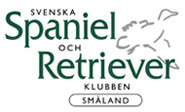 SVENSKA
Spaniel
OCH
Retriever
KLUBBEN
SMÅLAND